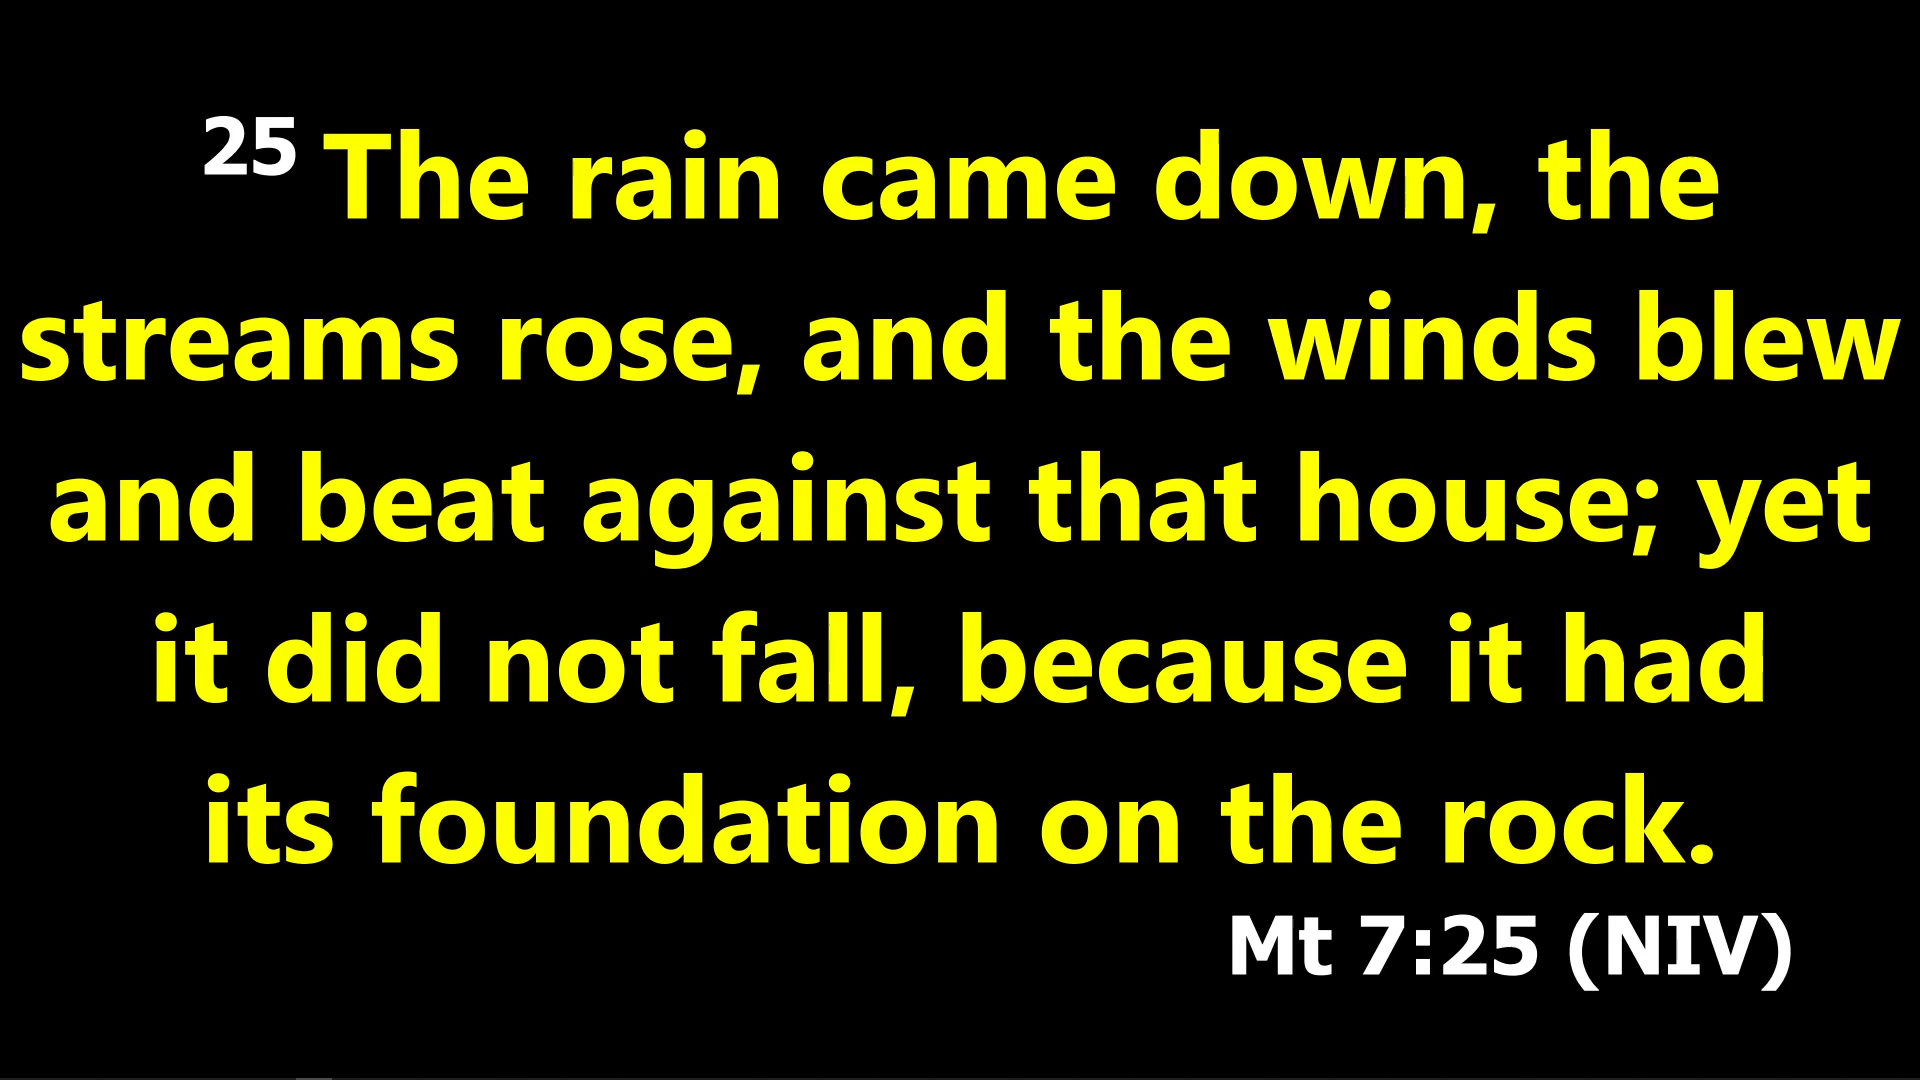 25 The rain came down, the
streams rose, and the winds blew
and beat against that house; yet
it did not fall, because it had
its foundation on the rock.
Mt 7:25 (NIV)